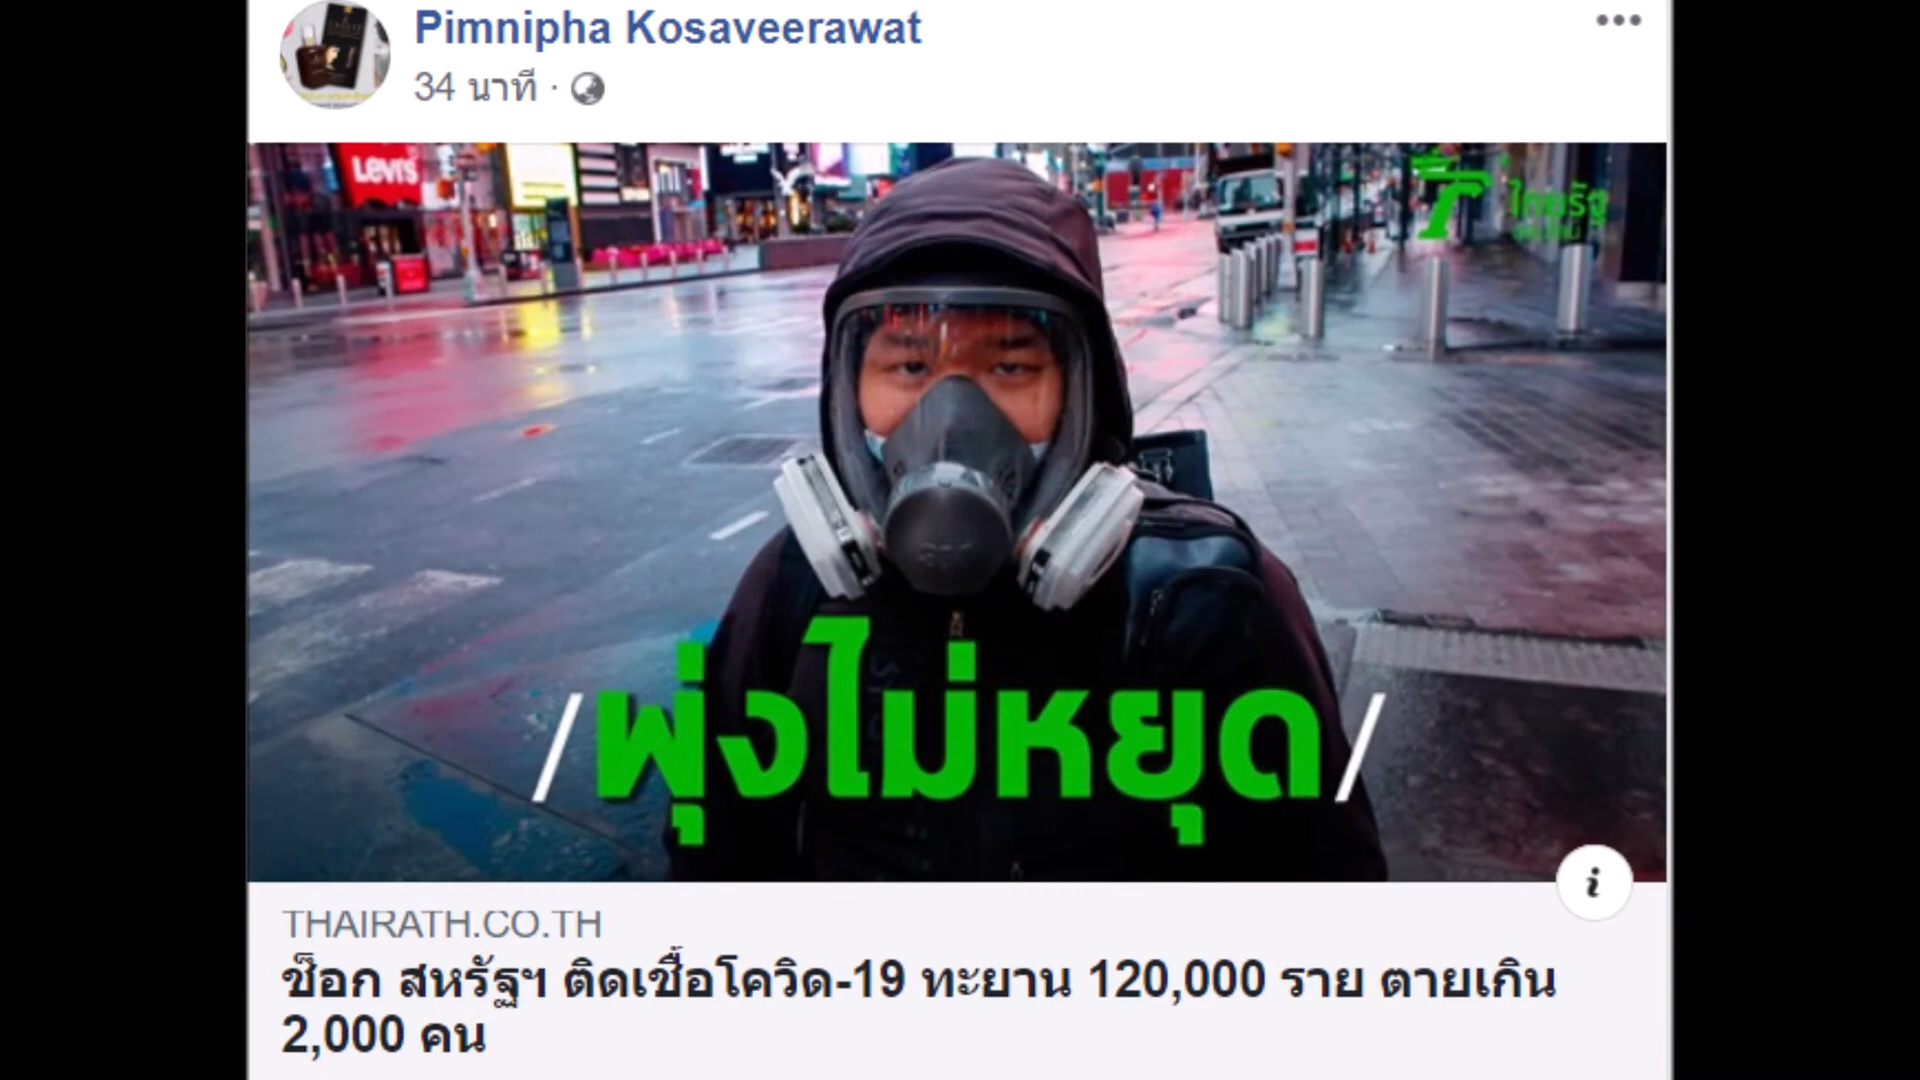 Pimnipha Kosaveerawat
34 นาที ·
Levi's
ไทยรัฐ
/พุ่งไม่หยุด/
THAIRATH.CO.TH
ช็อก สหรัฐฯ ติดเชื้อโควิด-19 ทะยาน 120,000 ราย ตายเกิน
2,000 คน